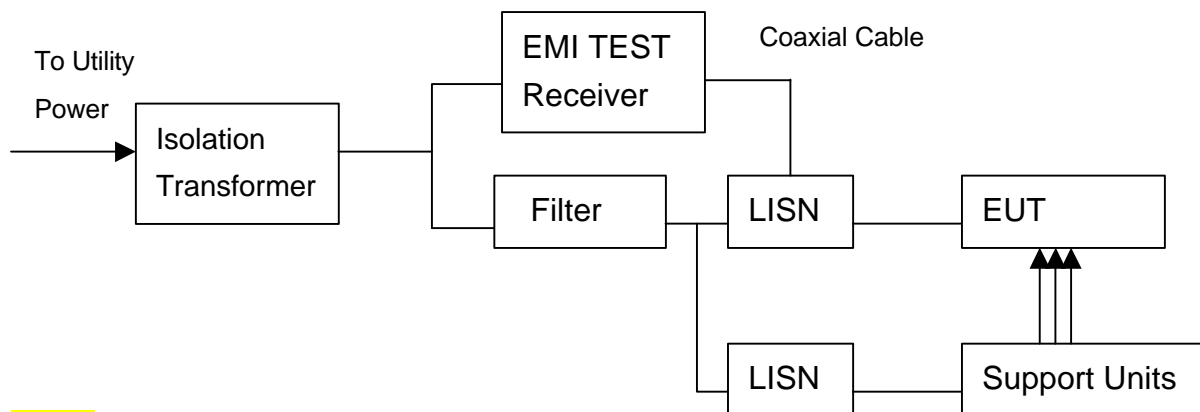 To Utility
Power
Isolation
Transformer
EMI TEST
Receiver
Coaxial Cable
Filter
LISN
EUT
LISN
Support Units